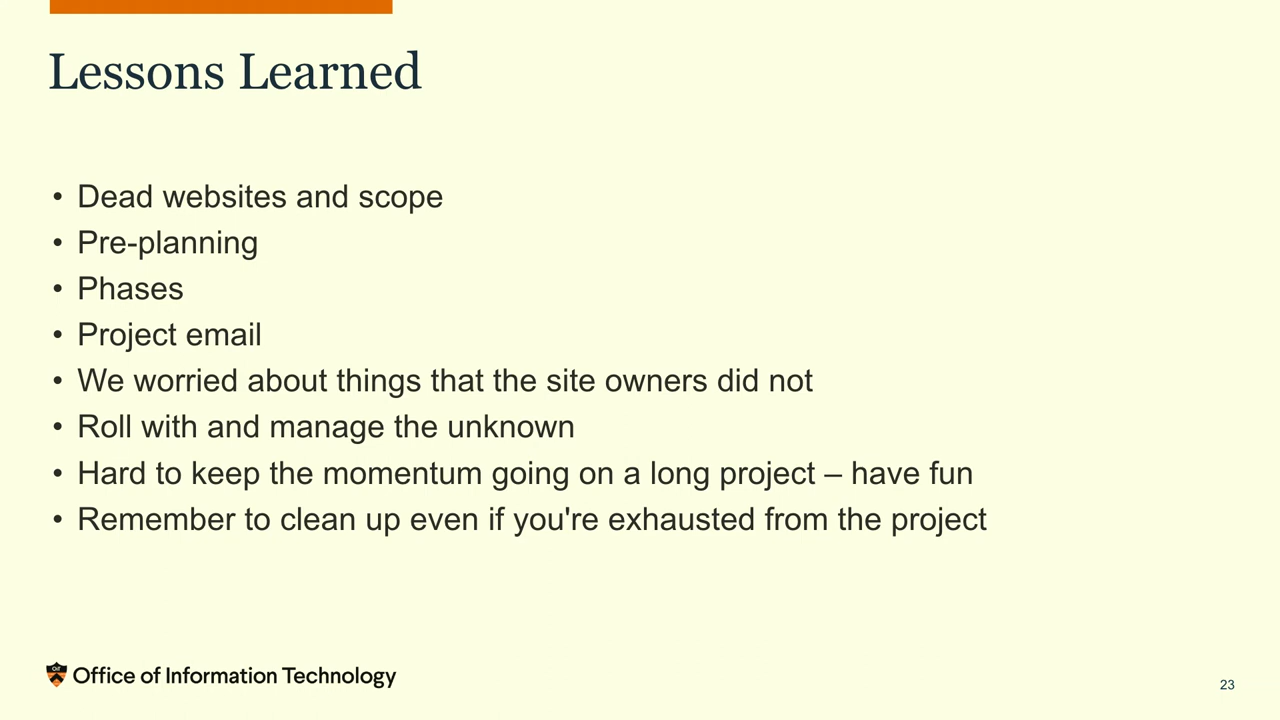 Lessons Learned
• Dead websites and scope
• Pre-planning
• Phases
• Project email
• We worried about things that the site owners did not
• Roll with and manage the unknown
• Hard to keep the momentum going on a long project – have fun
• Remember to clean up even if you're exhausted from the project
OIT
Office of Information Technology
23